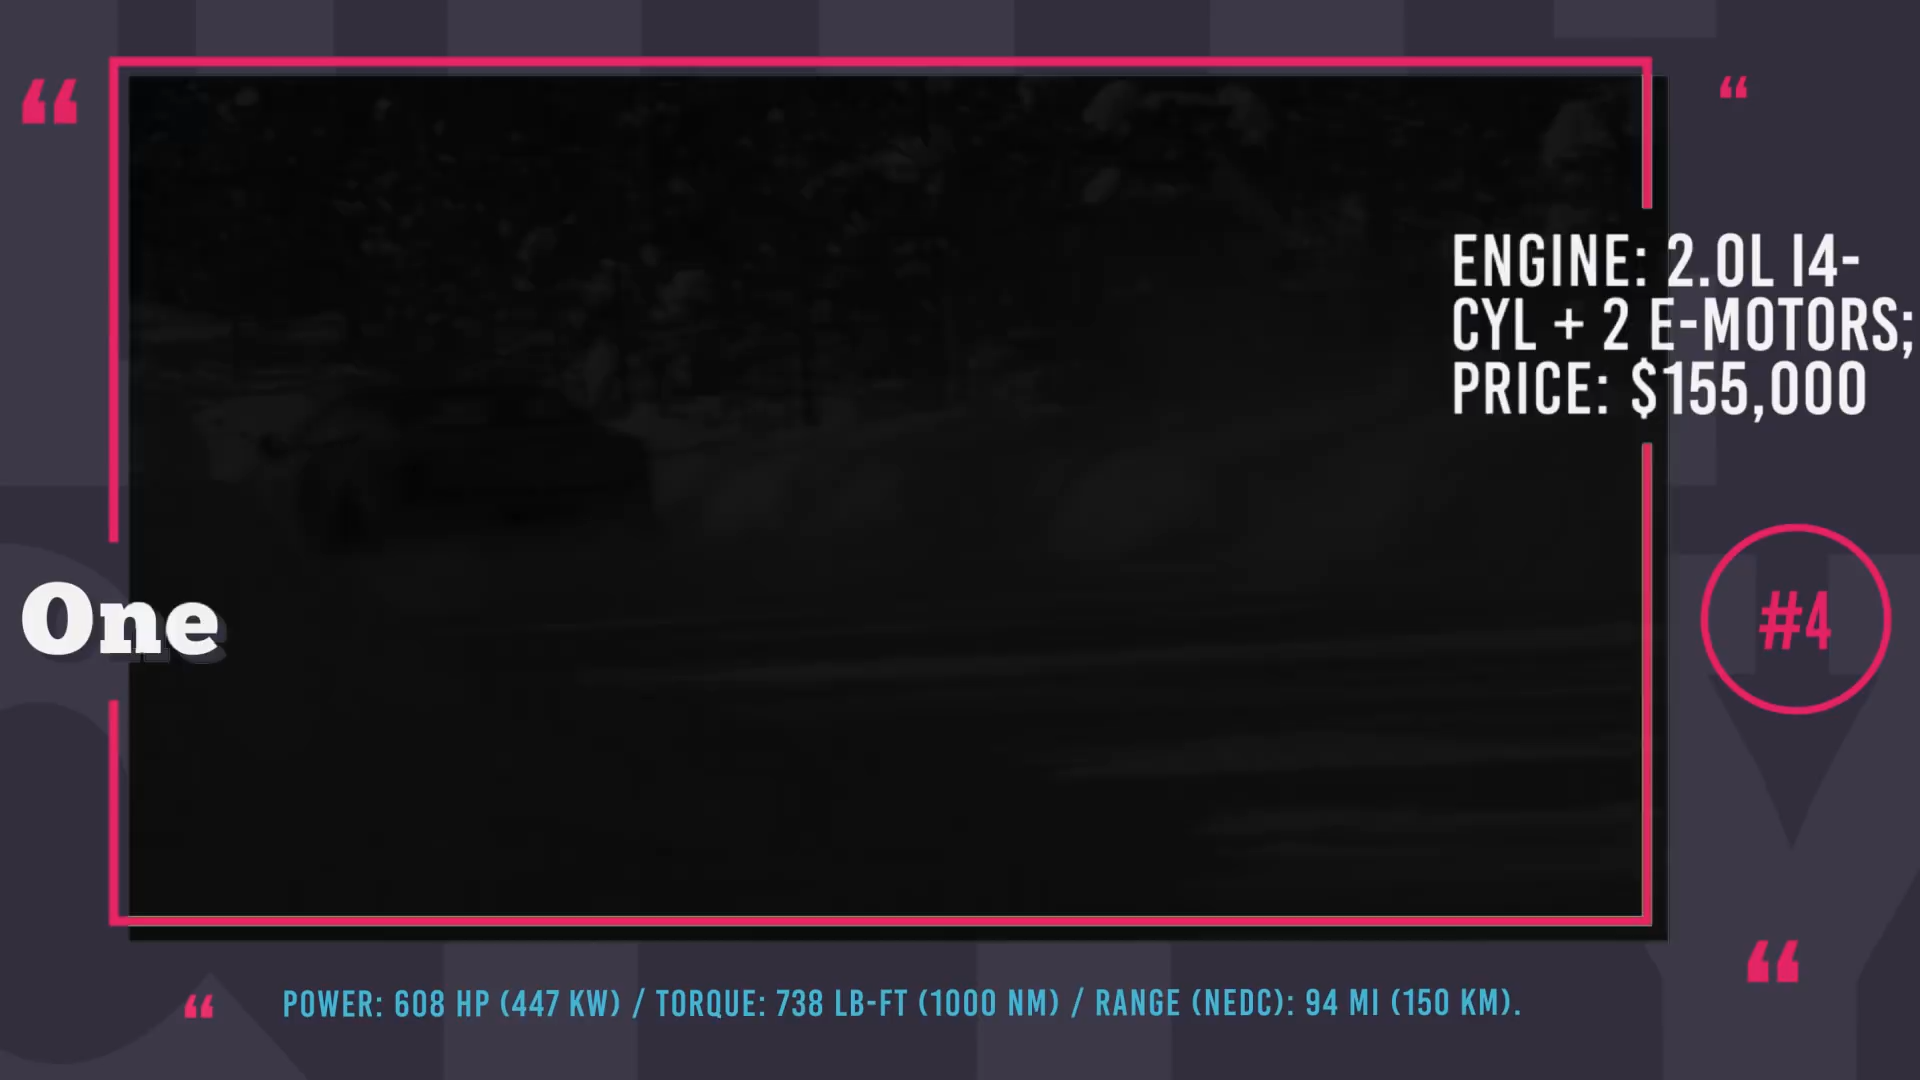 ENGINE: 2.0L I4-
CYL + 2 E-MOTORS;
PRICE: $155,000
One
#4
POWER: 608 HP (447 KW) / TORQUE: 738 LB-FT (1000 NM) / RANGE (NEDC): 94 MI (150 KM).